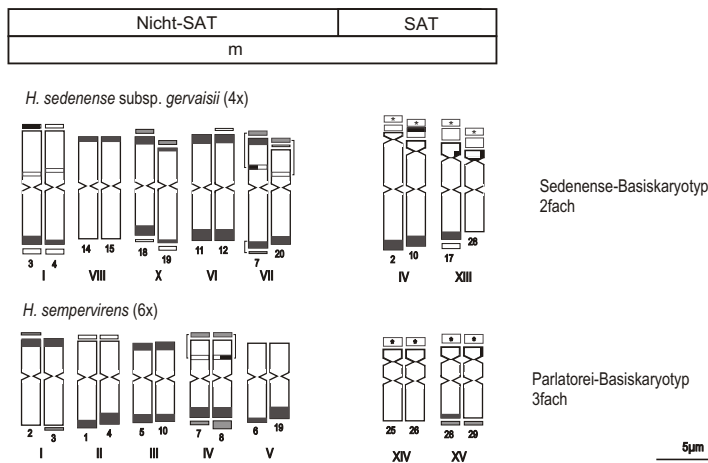 Nicht-SAT SAT
m
H. sedenense subsp. gervaisii (4x)
* * * *
Sedenense-Basiskaryotyp
2fach
3 4 14 15 18 19 11 12 7 20 2 10 17 28
I VIII X VI VII IV XIII
H. sempervirens (6x)
Parlatorei-Basiskaryotyp
3fach
2 3 1 4 5 10 7 8 6 19 25 26 28 29
I II III IV V XIV XV
5µm